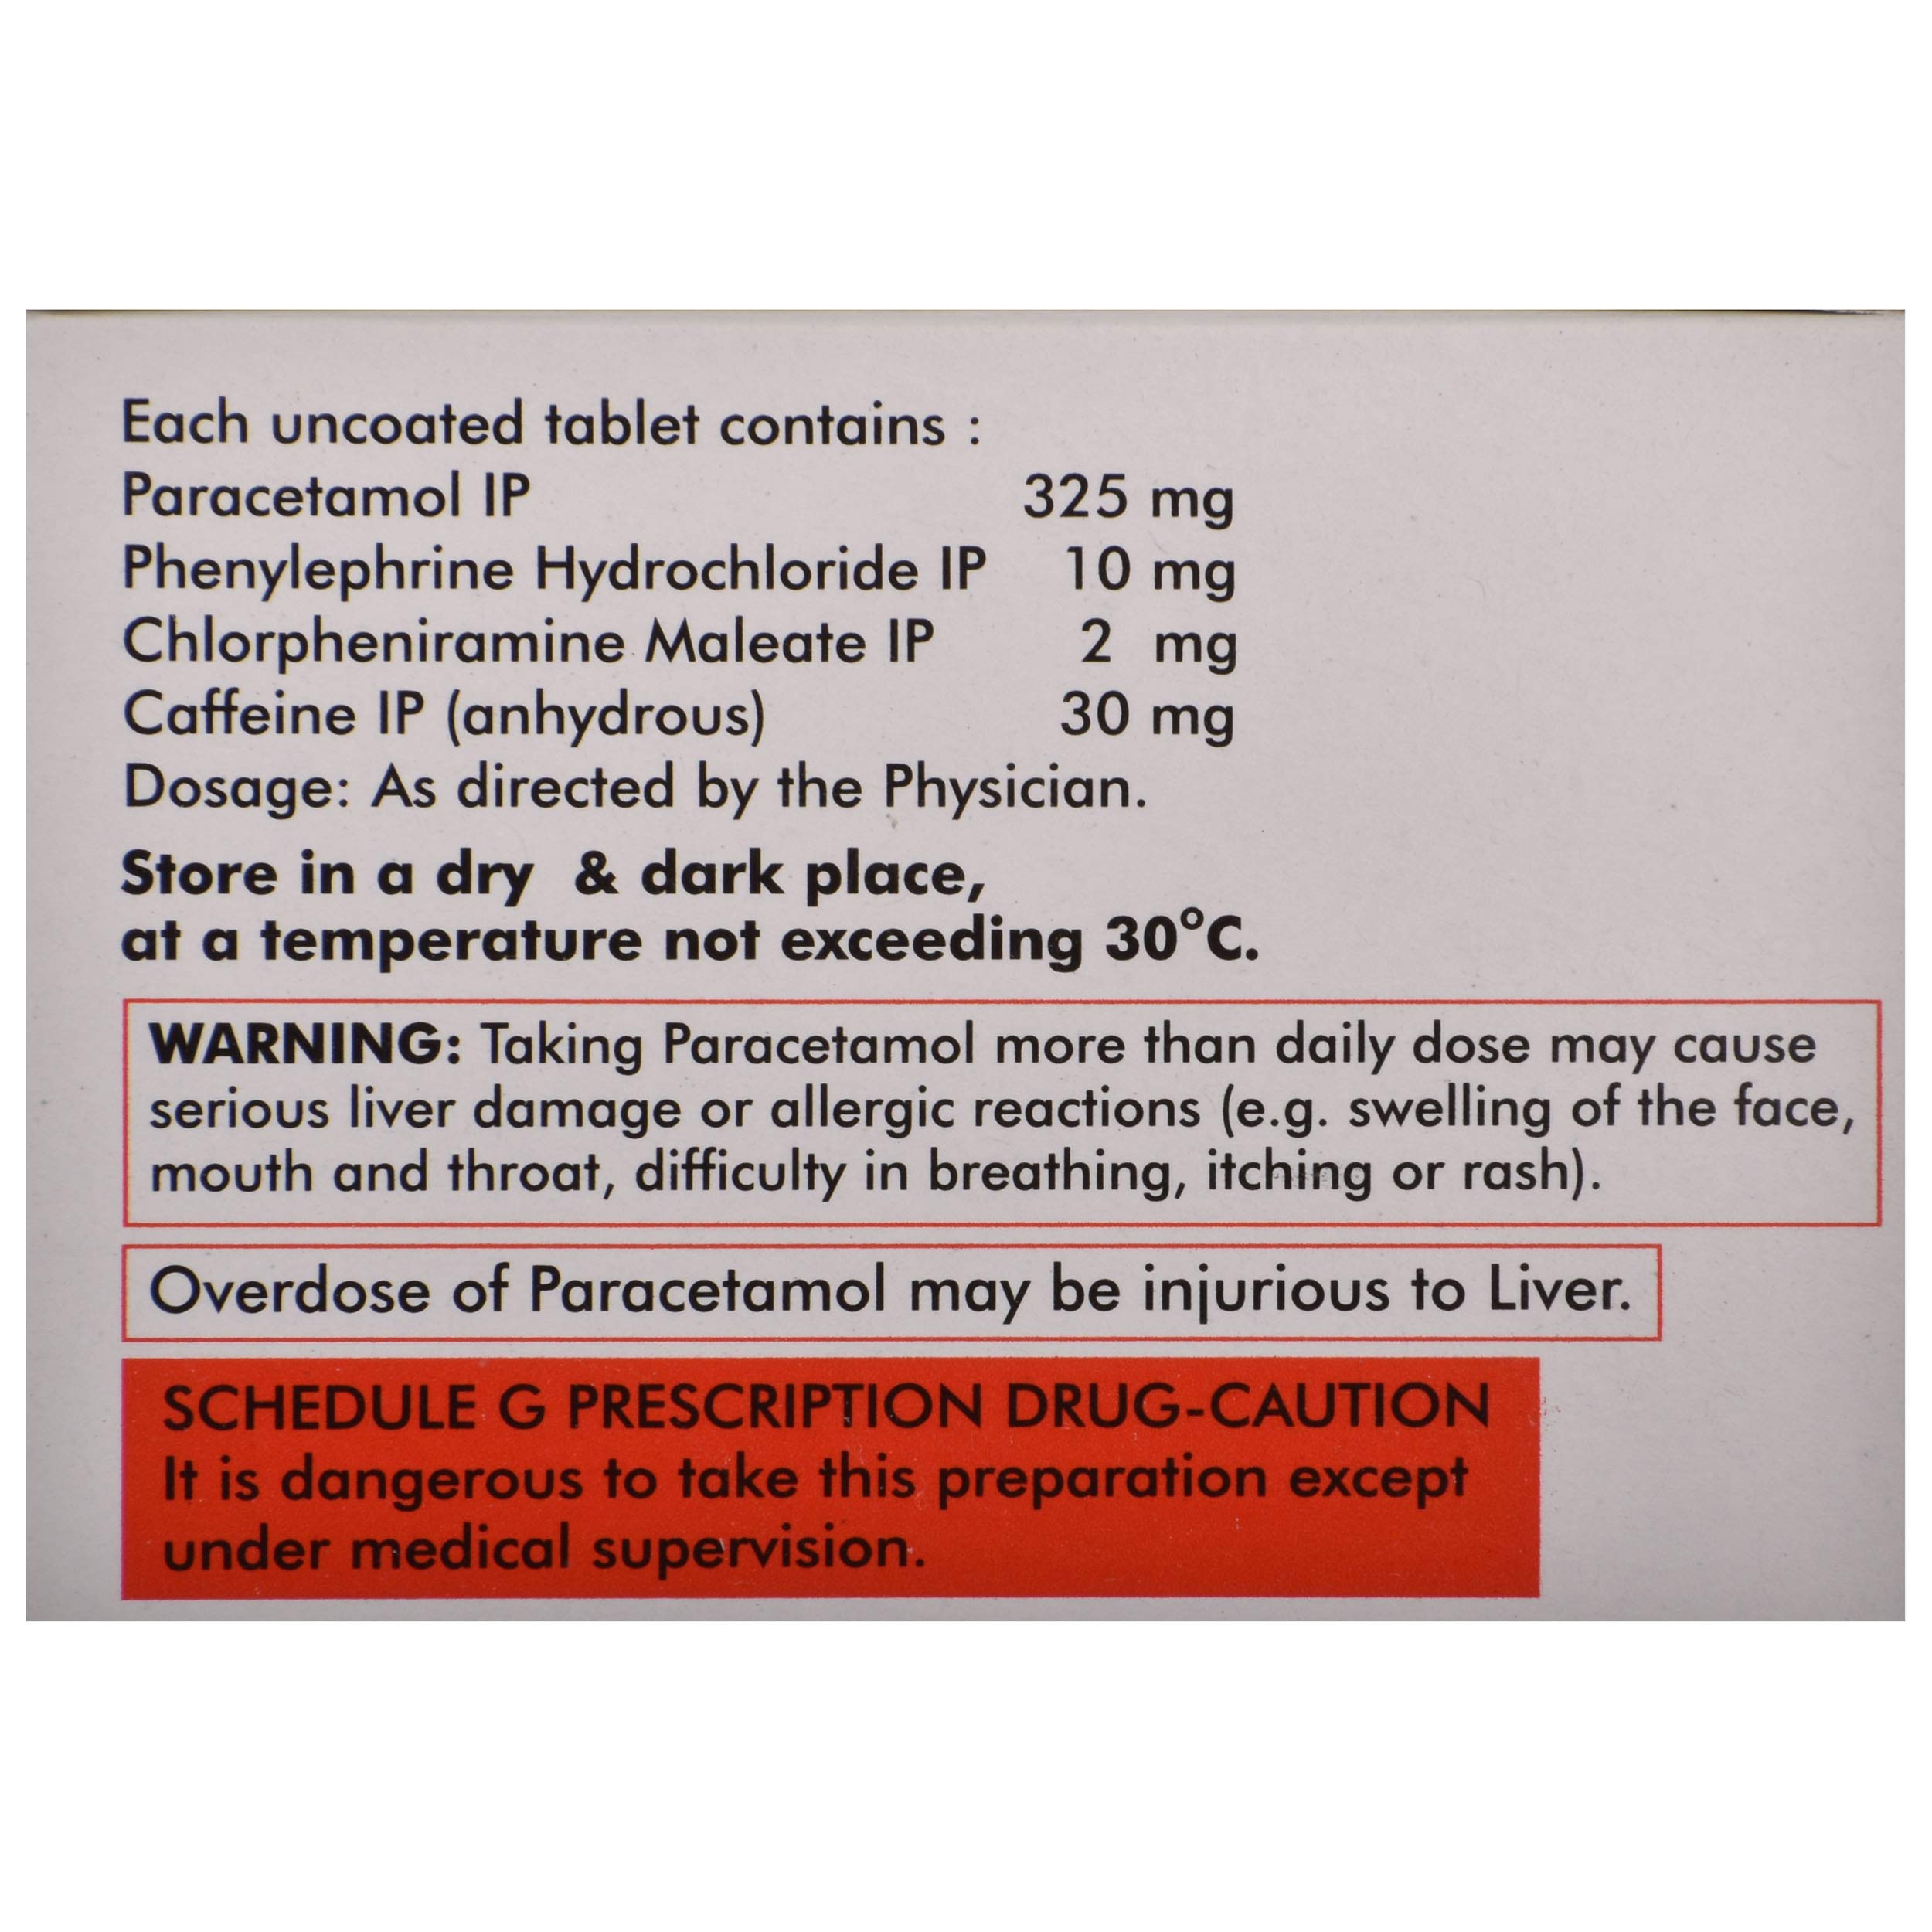 Each uncoated tablet contains :
Paracetamol IP 325 mg
Phenylephrine Hydrochloride IP 10 mg
Chlorpheniramine Maleate IP 2 mg
Caffeine IP (anhydrous) 30 mg
Dosage: As directed by the Physician.
Store in a dry & dark place,
at a temperature not exceeding 30°C.
WARNING: Taking Paracetamol more than daily dose may cause
serious liver damage or allergic reactions (e.g. swelling of the face,
mouth and throat, difficulty in breathing, itching or rash).
Overdose of Paracetamol may be injurious to Liver.
SCHEDULE G PRESCRIPTION DRUG-CAUTION
It is dangerous to take this preparation except
under medical supervision.